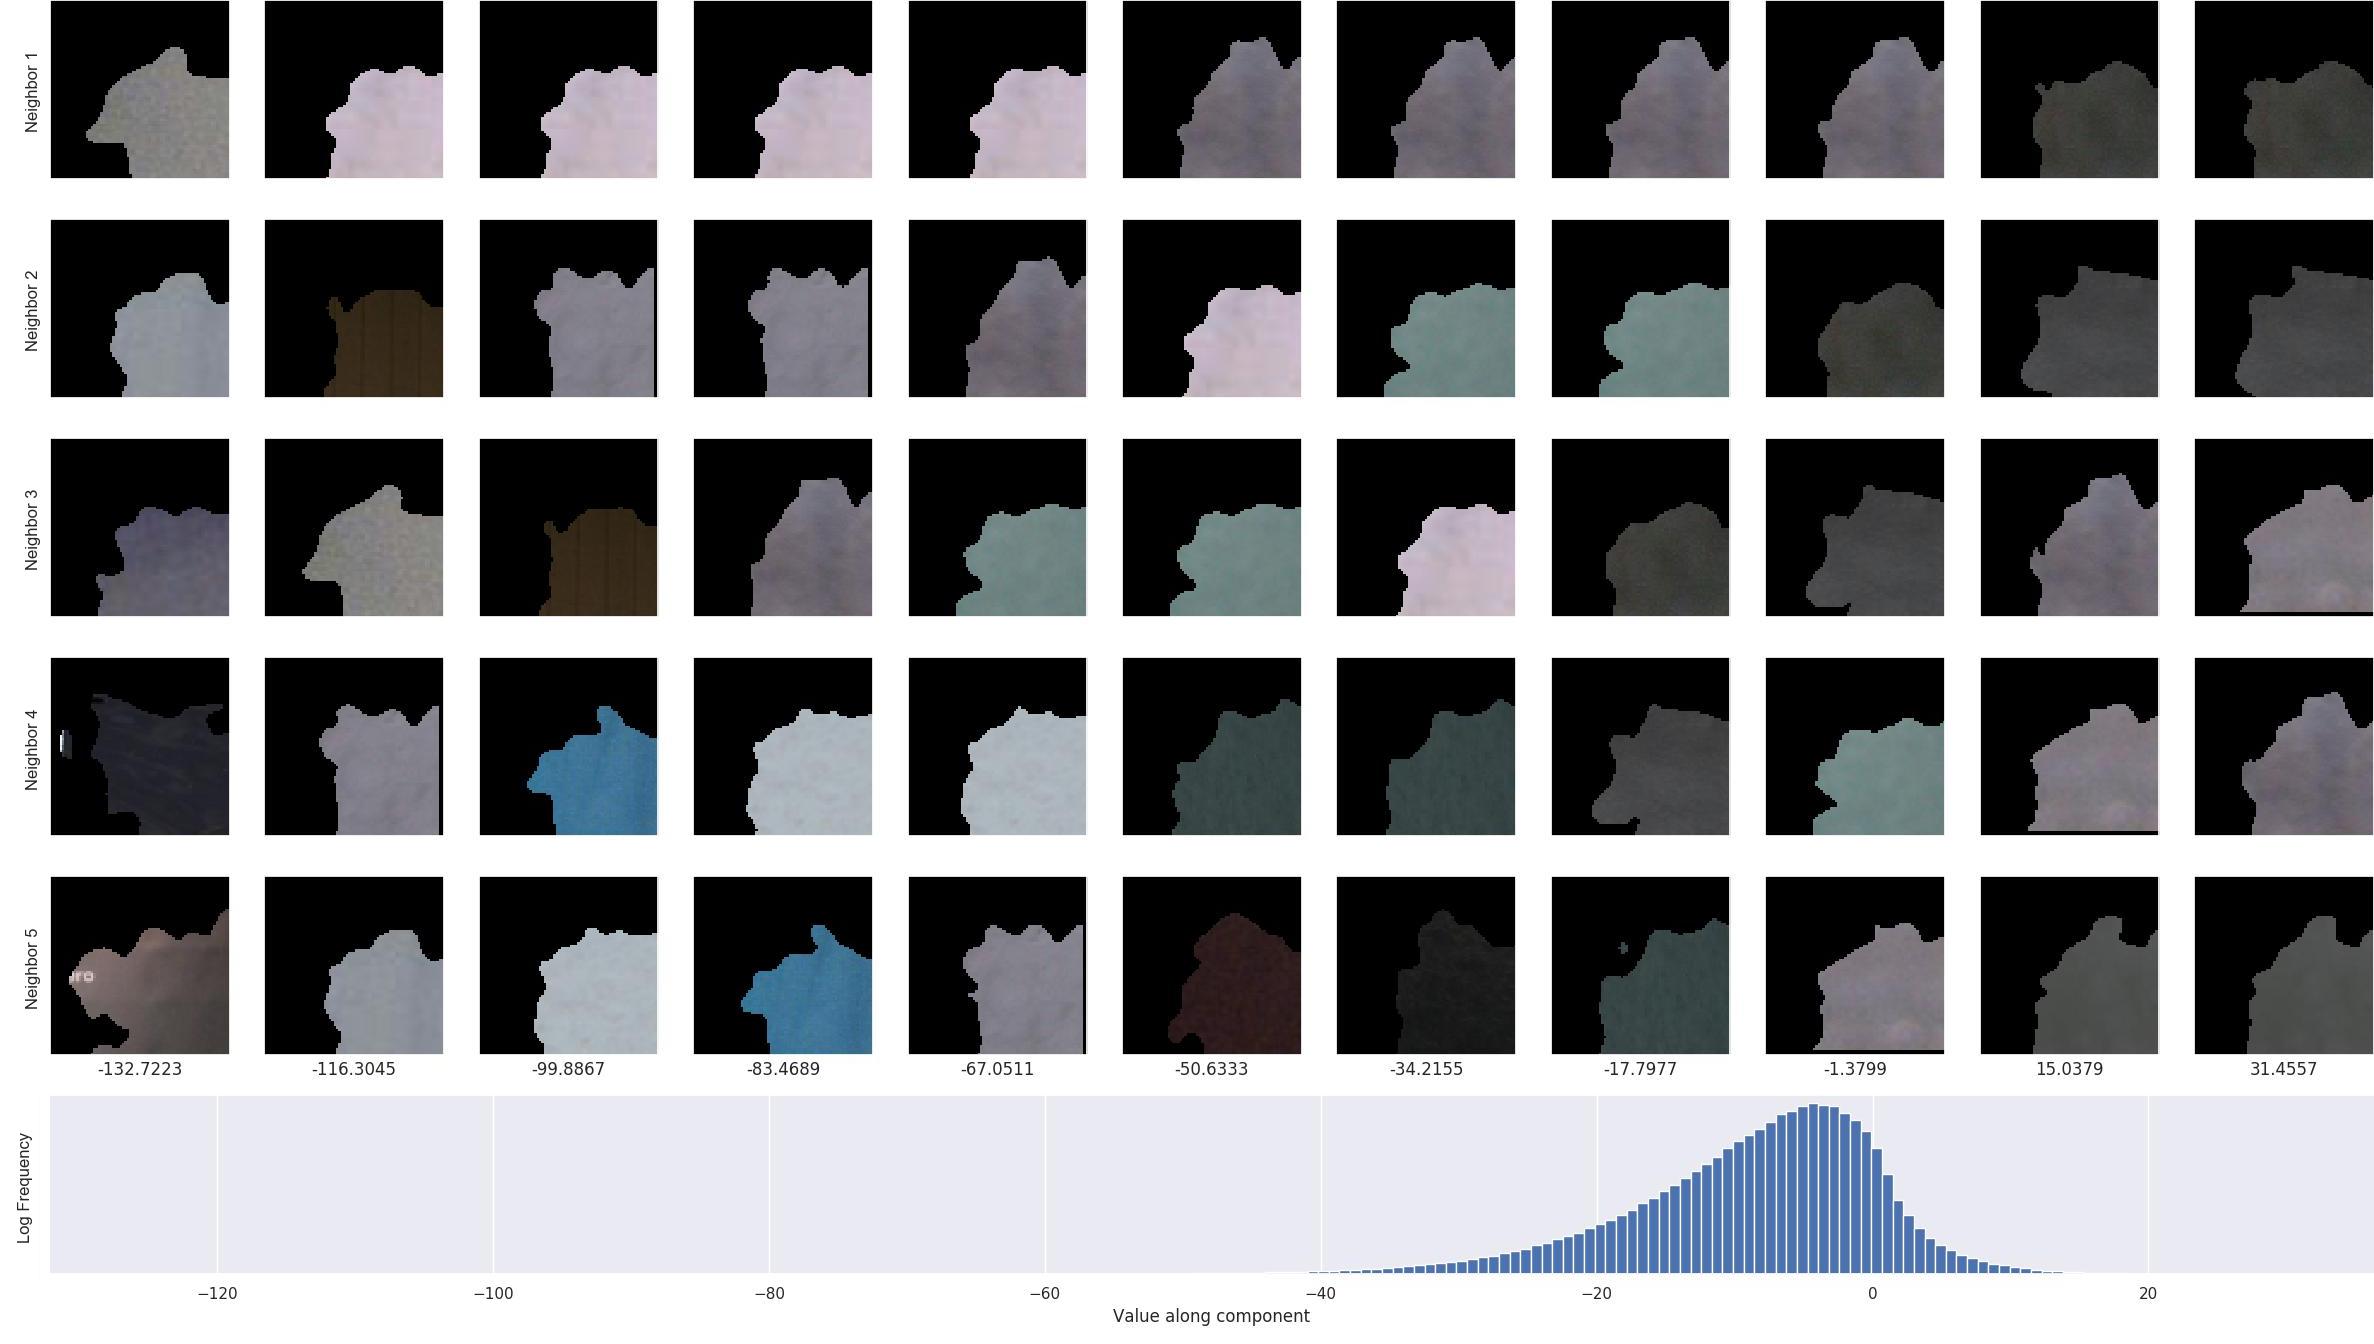 Neighbor 1
Neighbor 2
Neighbor 3
Neighbor 4
Neighbor 5
-132.7223 -116.3045 -99.8867 -83.4689 -67.0511 -50.6333 -34.2155 -17.7977 -1.3799 15.0379 31.4557
Log Frequency
−120 −100 −80 −60 −40 −20 0 20
Value along component